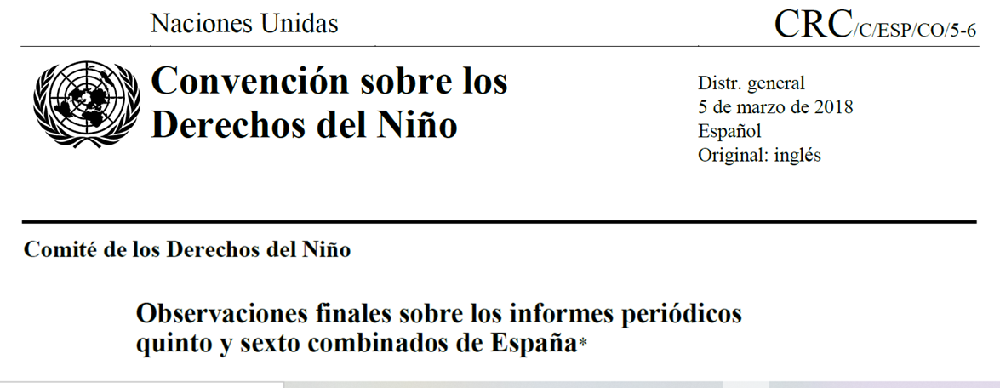 Naciones Unidas
CRC/C/ESP/CO/5-6
Convención sobre los
Derechos del Niño
Distr. general
5 de marzo de 2018
Español
Original: inglés
Comité de los Derechos del Niño
Observaciones finales sobre los informes periódicos
quinto y sexto combinados de España*